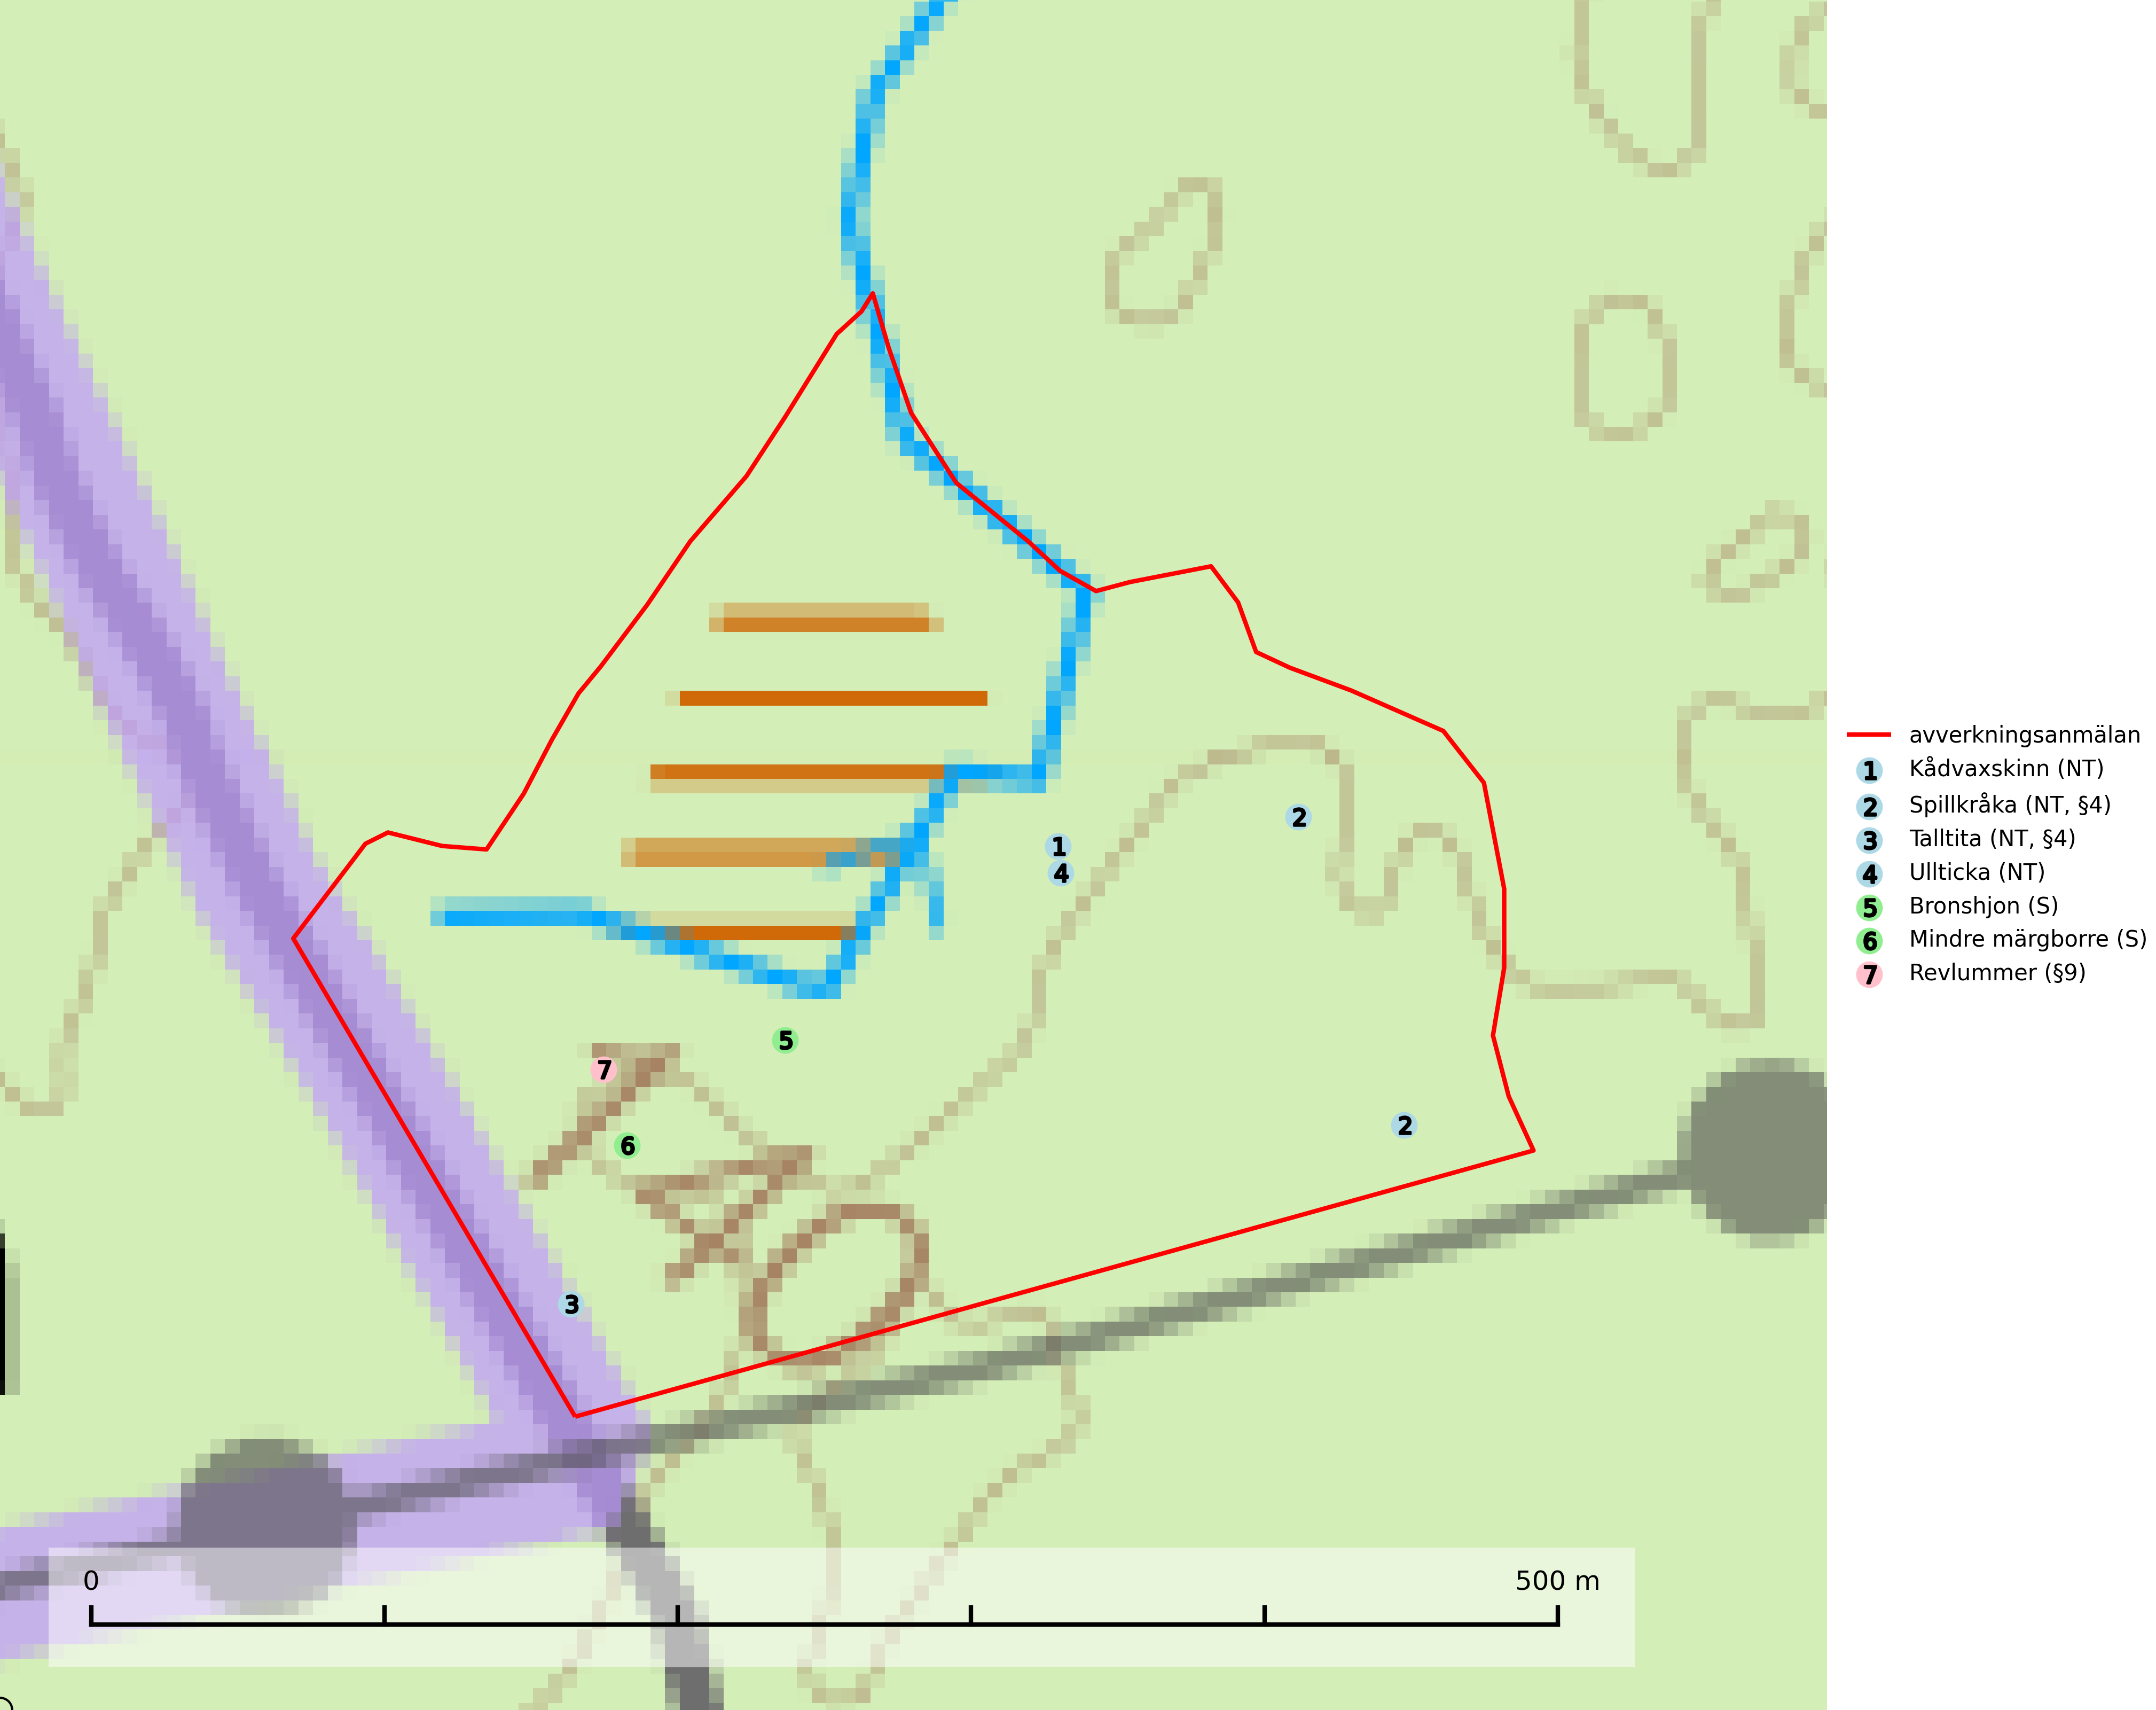 2
1
4
5
7
2
6
3
0
500 m
avverkningsanmälan
1 Kådvaxskinn (NT)
2 Spillkråka (NT, §4)
3 Talltita (NT, §4)
4 Ullticka (NT)
5 Bronshjon (S)
6 Mindre märgborre (S)
7 Revlummer (§9)